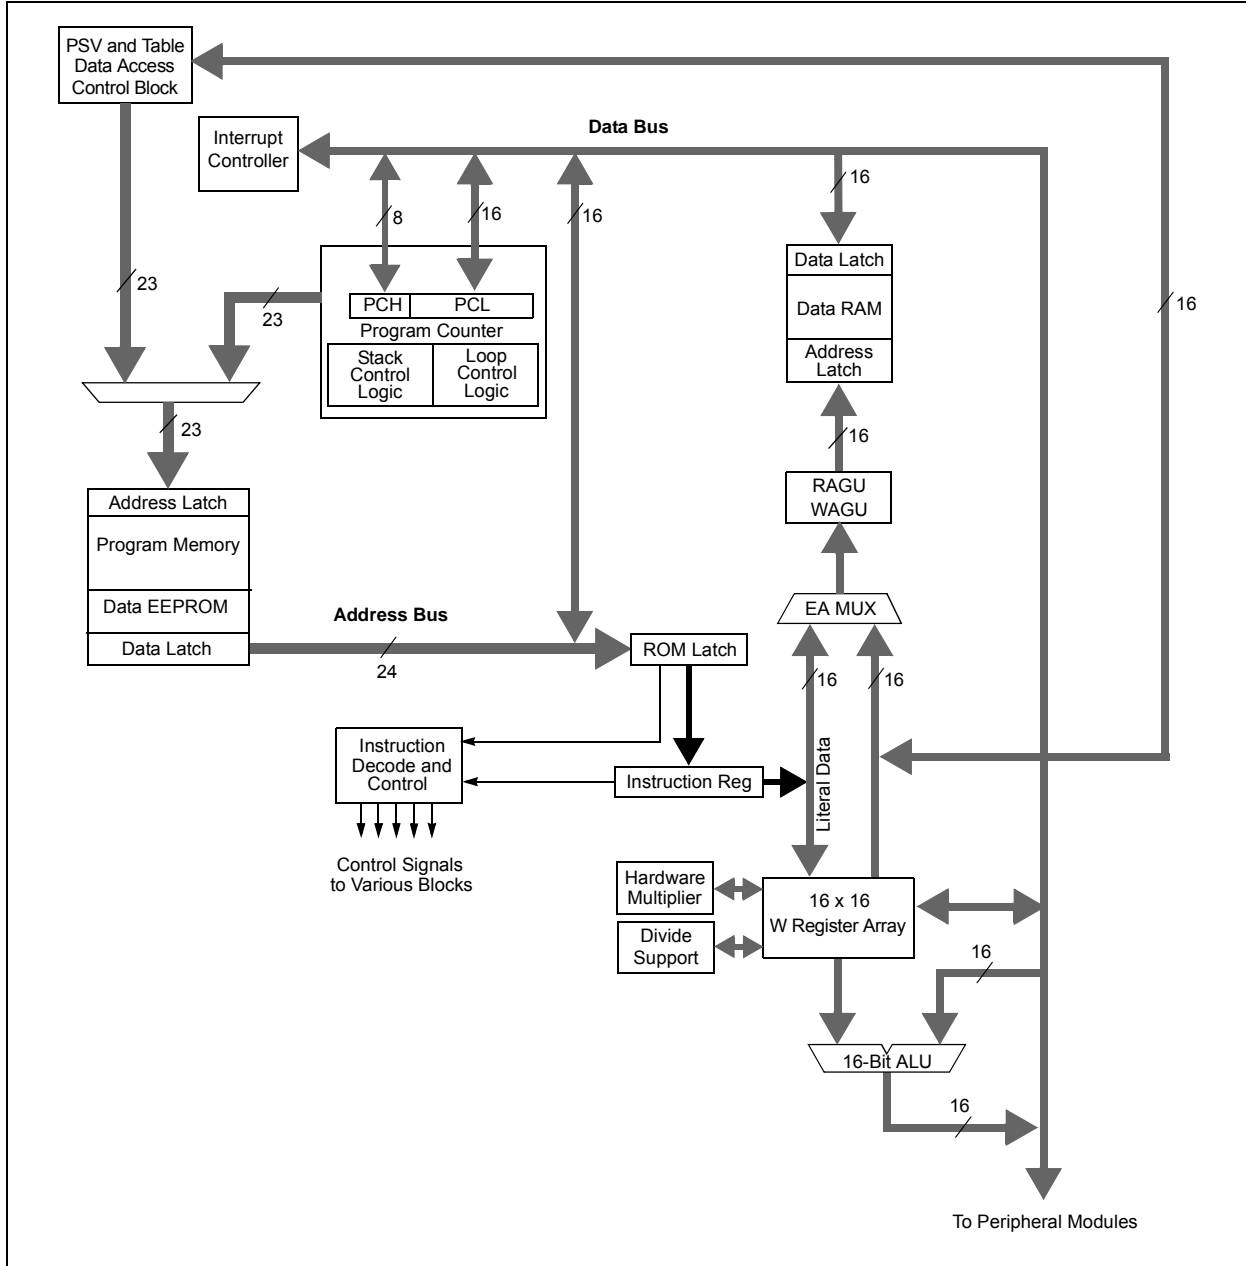 PSV and Table
Data Access
Control Block
Interrupt
Controller
Data Bus
8
16
16
16
23
23
PCH
PCL
Program Counter
Stack
Control
Logic
Loop
Control
Logic
Data Latch
Data RAM
Address
Latch
16
23
16
RAGU
WAGU
Address Latch
Program Memory
Data EEPROM
Data Latch
Address Bus
24
ROM Latch
EA MUX
16
16
Instruction
Decode and
Control
Instruction Reg
Literal Data
Control Signals
to Various Blocks
Hardware
Multiplier
Divide
Support
16 x 16
W Register Array
16
16-Bit ALU
16
To Peripheral Modules